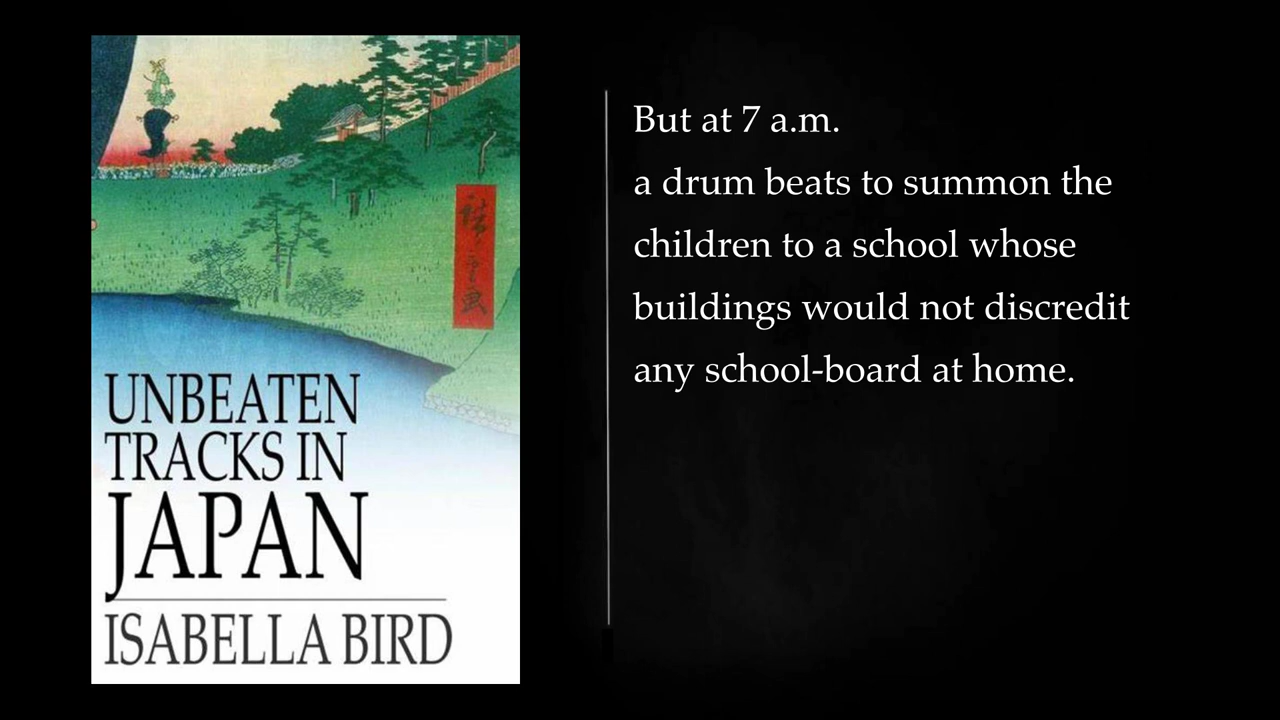 UNBEATEN
TRACKS IN
JAPAN
ISABELLA BIRD
But at 7 a.m.
a drum beats to summon the
children to a school whose
buildings would not discredit
any school-board at home.